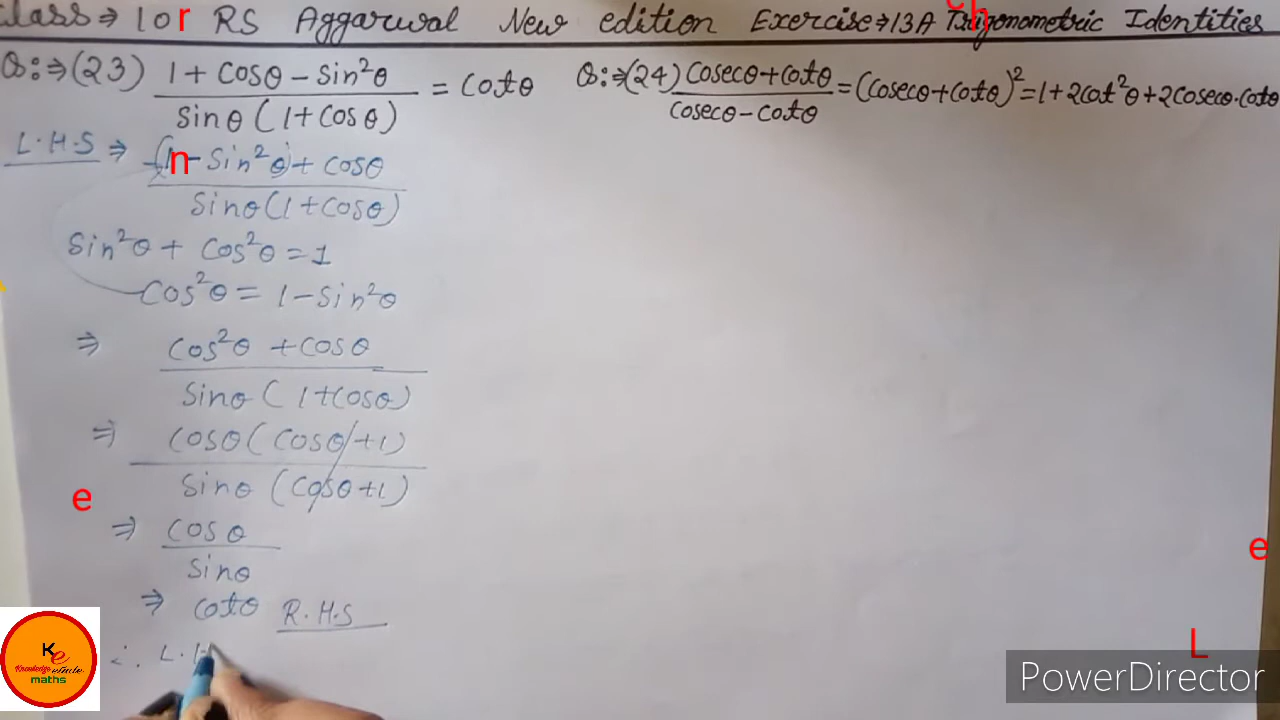 Class⇒ 10 r RS Aggarwal New edition Exercise⇒13A Trigonometric Identities
Q:⇒(23) 1 + Cosθ − Sin²θ / Sinθ (1 + Cosθ) = Cotθ
L.H.S ⇒ (1 − Sin²θ) + Cosθ / Sinθ (1 + Cosθ)
Sin²θ + Cos²θ = 1
Cos²θ = 1 − Sin²θ
⇒ Cos²θ + Cosθ / Sinθ (1 + Cosθ)
⇒ Cosθ (Cosθ + 1) / Sinθ (Cosθ + 1)
⇒ Cosθ / Sinθ
⇒ Cotθ R.H.S
∴ L.H
Q:⇒(24) Cosecθ + Cotθ / Cosecθ − Cotθ = (Cosecθ + Cotθ)² = 1 + 2Cot²θ + 2Cosecθ.Cotθ
n
e
e
L
Ke
Knowledge
maths
PowerDirector